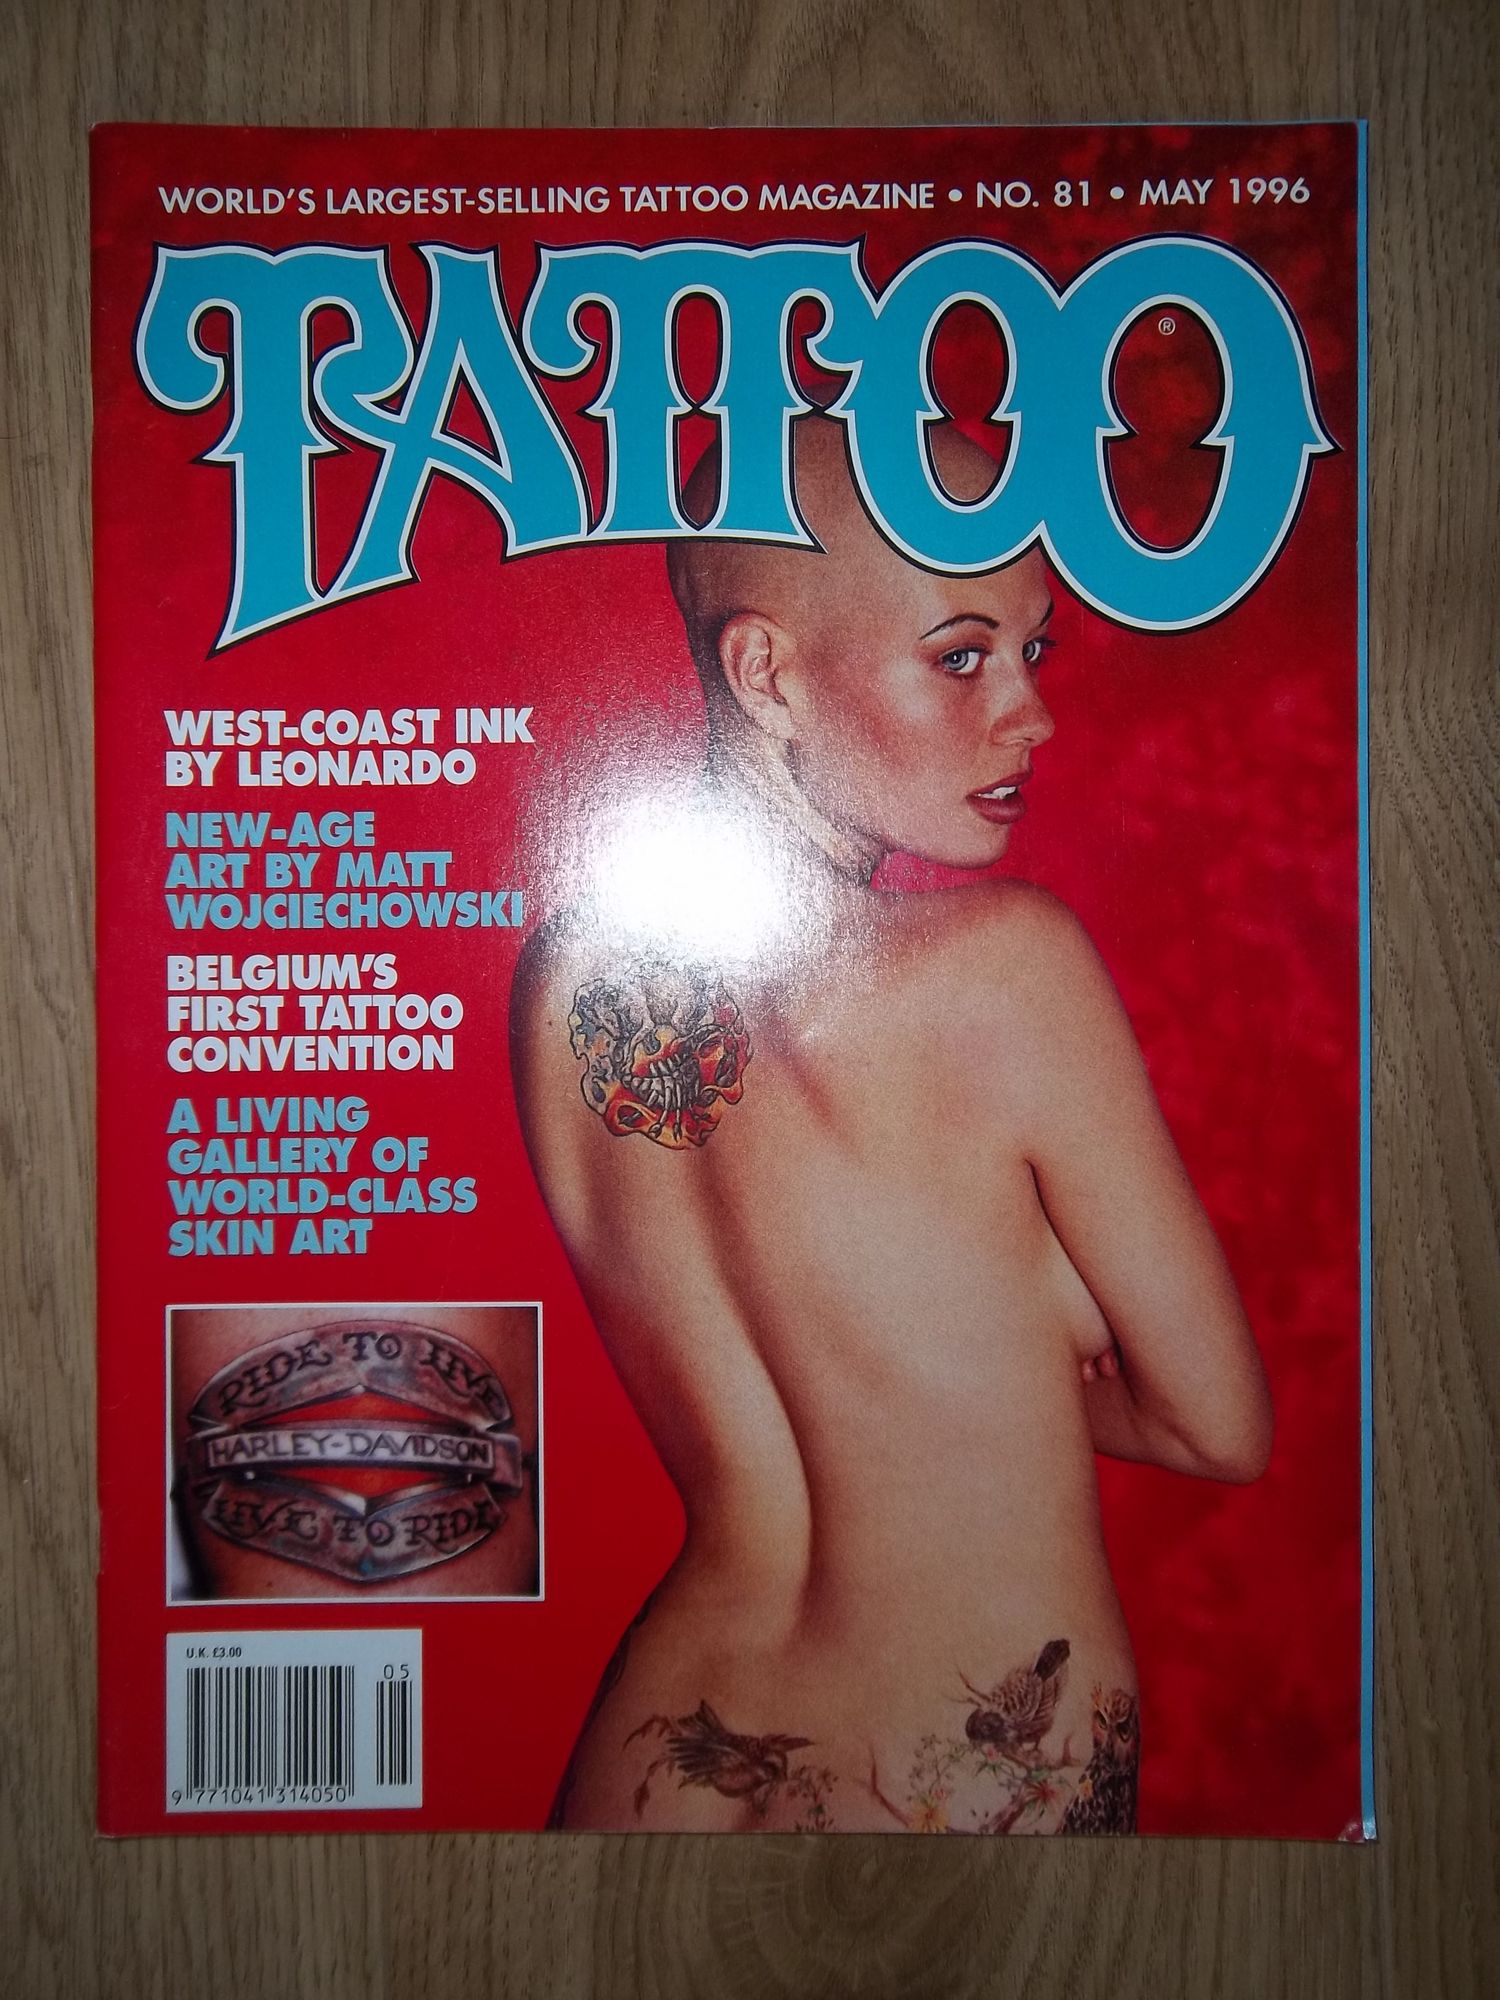 WORLD'S LARGEST-SELLING TATTOO MAGAZINE • NO. 81 • MAY 1996
TATTOO
®
WEST-COAST INK
BY LEONARDO
NEW-AGE
ART BY MATT
WOJCIECHOWSKI
BELGIUM'S
FIRST TATTOO
CONVENTION
A LIVING
GALLERY OF
WORLD-CLASS
SKIN ART
RIDE TO LIVE
HARLEY-DAVIDSON
LIVE TO RIDE
U.K. £3.00
05
9 771041 314050